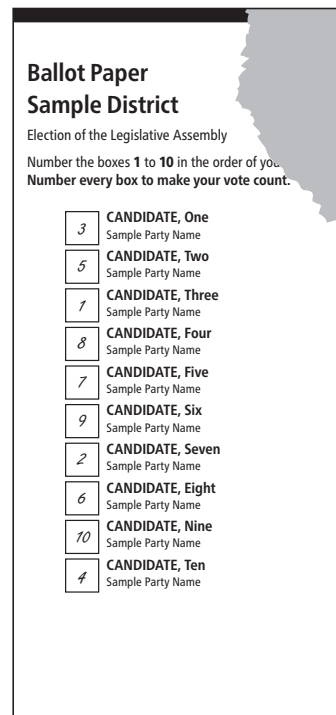 Ballot Paper
Sample District
Election of the Legislative Assembly
Number the boxes 1 to 10 in the order of
Number every box to make your vote count.
3 CANDIDATE, One
Sample Party Name
5 CANDIDATE, Two
Sample Party Name
1 CANDIDATE, Three
Sample Party Name
8 CANDIDATE, Four
Sample Party Name
7 CANDIDATE, Five
Sample Party Name
9 CANDIDATE, Six
Sample Party Name
2 CANDIDATE, Seven
Sample Party Name
6 CANDIDATE, Eight
Sample Party Name
10 CANDIDATE, Nine
Sample Party Name
4 CANDIDATE, Ten
Sample Party Name